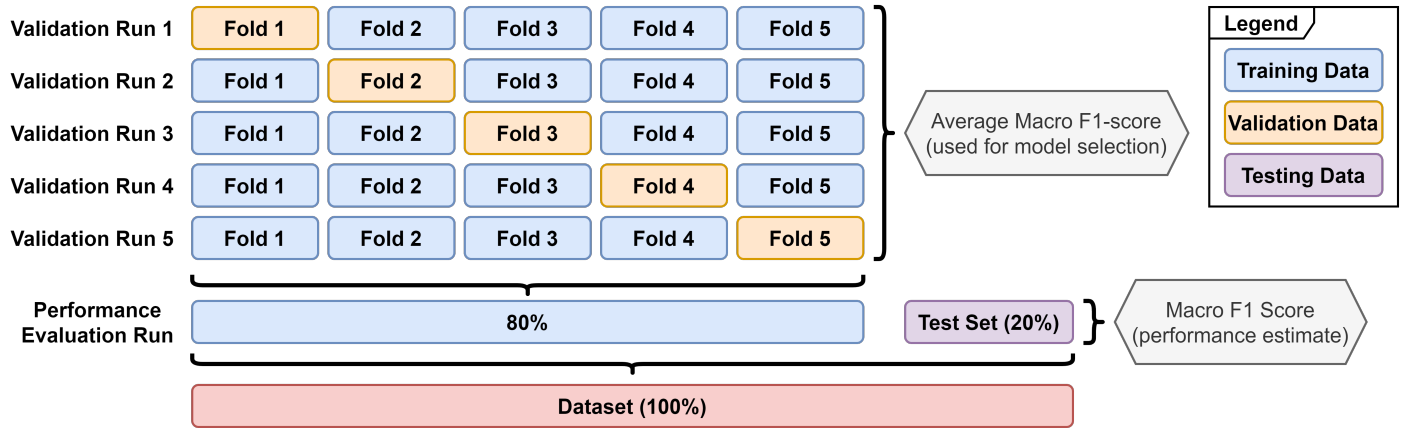 Validation Run 1
Fold 1
Fold 2
Fold 3
Fold 4
Fold 5
Validation Run 2
Fold 1
Fold 2
Fold 3
Fold 4
Fold 5
Validation Run 3
Fold 1
Fold 2
Fold 3
Fold 4
Fold 5
Validation Run 4
Fold 1
Fold 2
Fold 3
Fold 4
Fold 5
Validation Run 5
Fold 1
Fold 2
Fold 3
Fold 4
Fold 5
Average Macro F1-score
(used for model selection)
Legend
Training Data
Validation Data
Testing Data
Performance
Evaluation Run
80%
Test Set (20%)
Macro F1 Score
(performance estimate)
Dataset (100%)